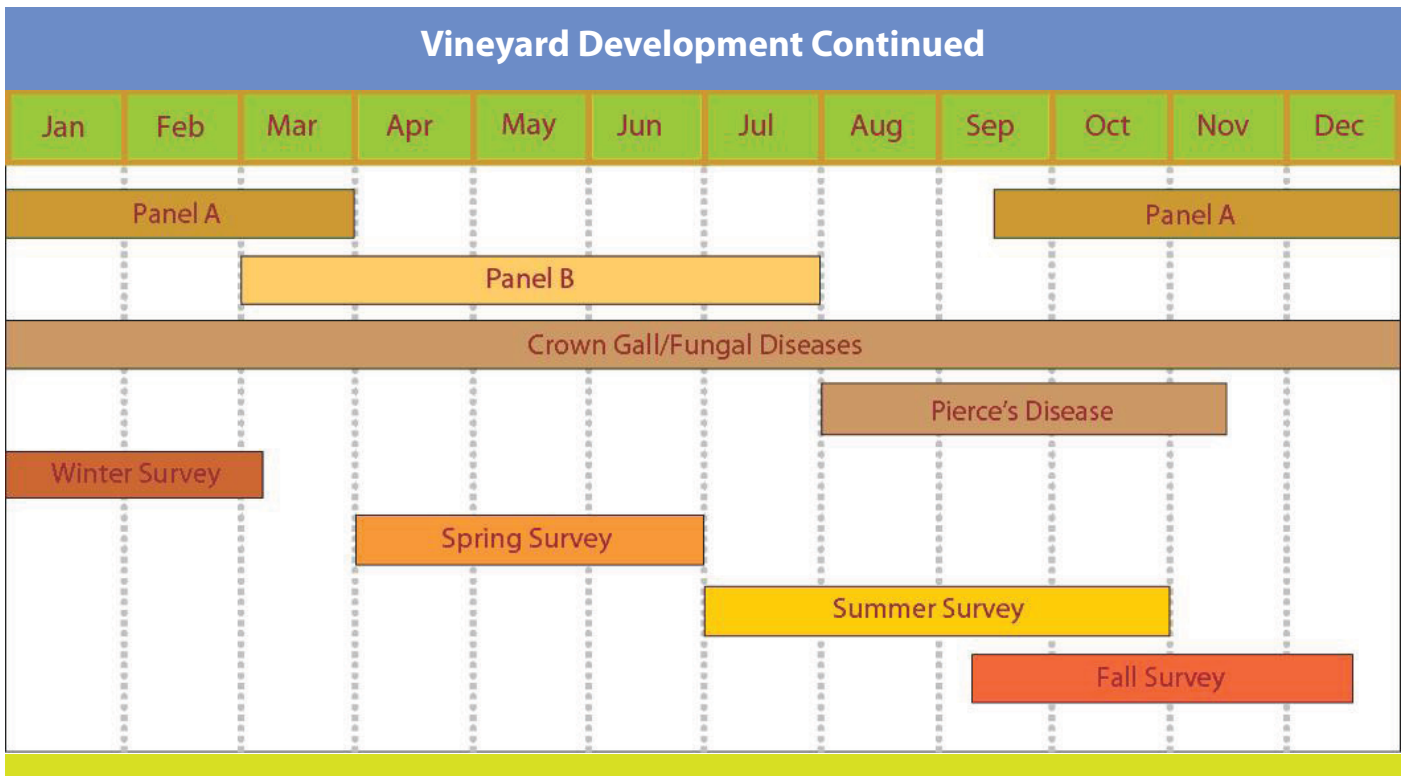 Vineyard Development Continued
Jan Feb Mar Apr May Jun Jul Aug Sep Oct Nov Dec
Panel A Panel A
Panel B
Crown Gall/Fungal Diseases
Pierce’s Disease
Winter Survey
Spring Survey
Summer Survey
Fall Survey